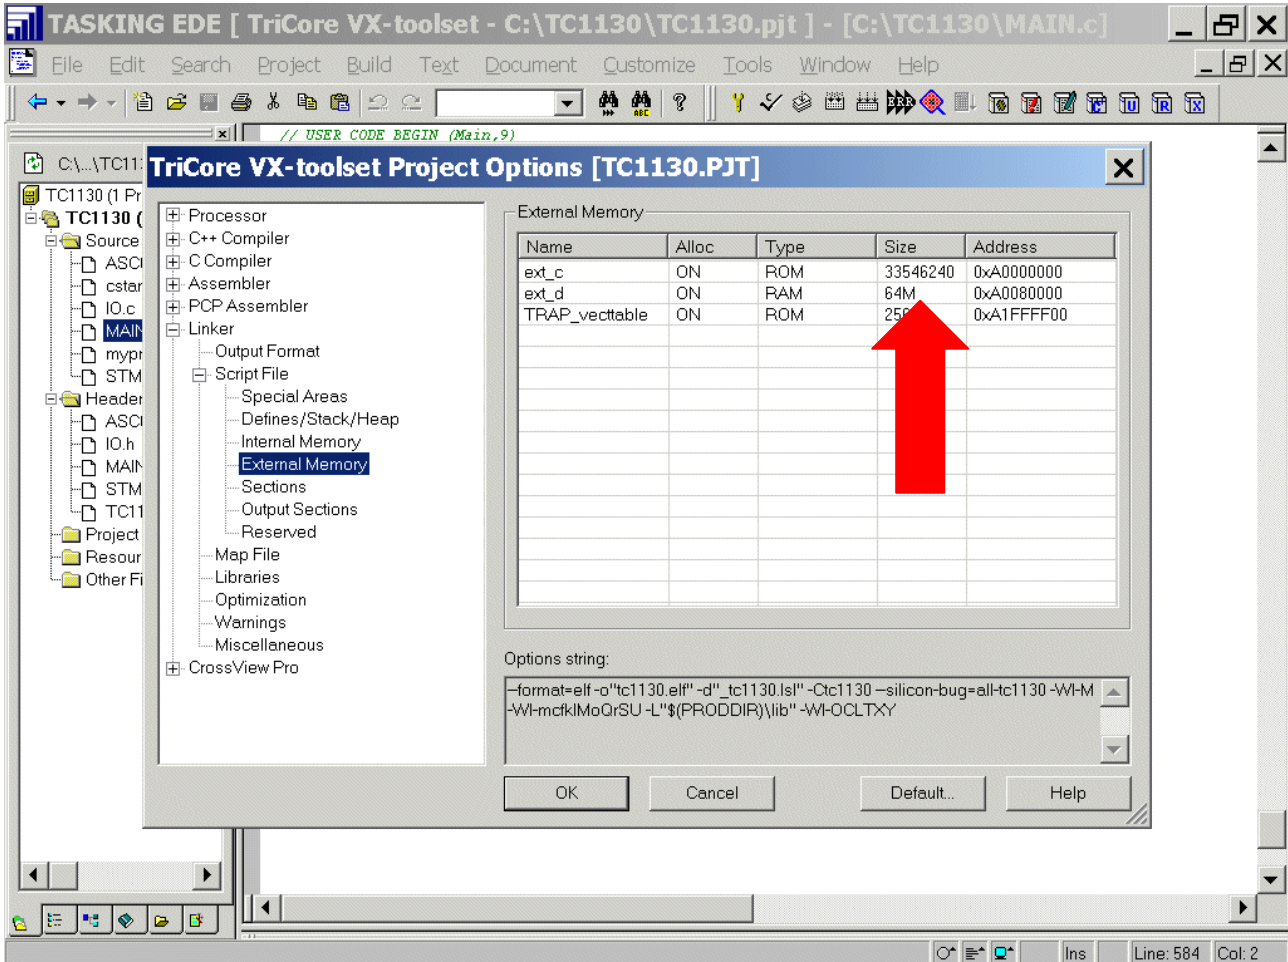 TASKING EDE [ TriCore VX-toolset - C:\TC1130\TC1130.pjt ] - [C:\TC1130\MAIN.c]
File Edit Search Project Build Text Document Customize Tools Window Help
// USER CODE BEGIN (Main,9)
C:\...\TC11
TriCore VX-toolset Project Options [TC1130.PJT]
TC1130 (1 Pr
TC1130 (
Source
ASCI
cstar
IO.c
MAIN
mypr
STM
Header
ASCI
IO.h
MAIN
STM
TC11
Project
Resour
Other Fi
Processor
C++ Compiler
C Compiler
Assembler
PCP Assembler
Linker
Output Format
Script File
Special Areas
Defines/Stack/Heap
Internal Memory
External Memory
Sections
Output Sections
Reserved
Map File
Libraries
Optimization
Warnings
Miscellaneous
CrossView Pro
External Memory
Name Alloc Type Size Address
ext_c ON ROM 33546240 0xA0000000
ext_d ON RAM 64M 0xA0080000
TRAP_vecttable ON ROM 0xA1FFFF00
Options string:
--format=elf -o"tc1130.elf" -d"_tc1130.lsl" -Ctc1130 --silicon-bug=all-tc1130 -Wl-M
-Wl-mcfklMoQrSU -L"$(PRODDIR)\lib" -Wl-OCLTXY
OK Cancel Default... Help
Ins Line: 584 Col: 2